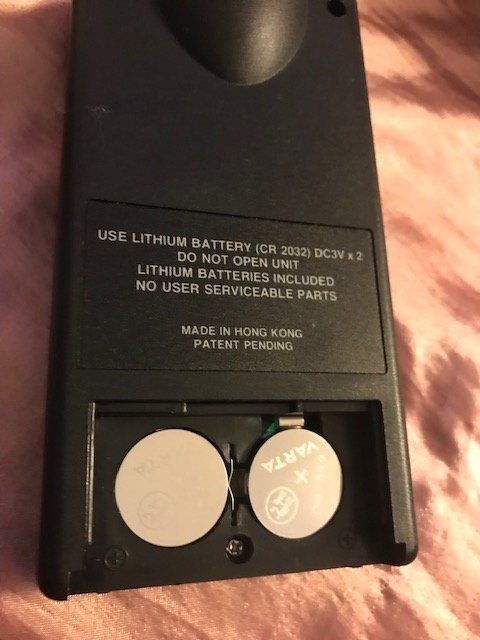 USE LITHIUM BATTERY (CR 2032) DC3V x 2
DO NOT OPEN UNIT
LITHIUM BATTERIES INCLUDED
NO USER SERVICEABLE PARTS
MADE IN HONG KONG
PATENT PENDING
VARTA
VARTA